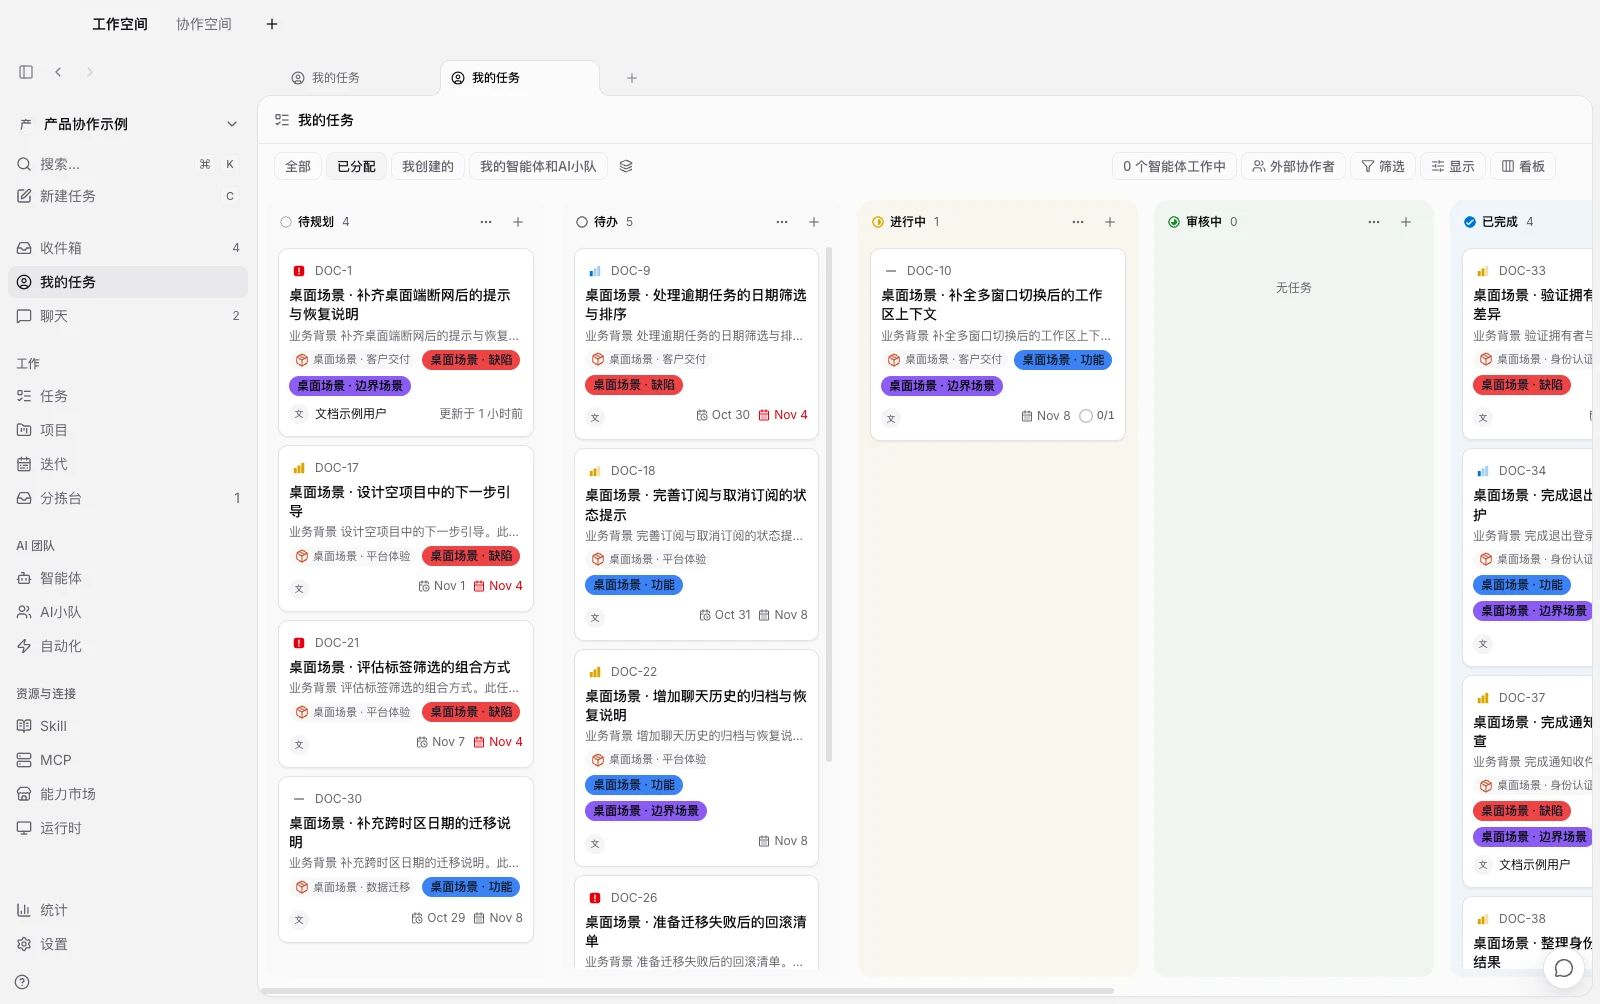 工作空间
协作空间
产品协作示例
搜索... ⌘ K
新建任务 C
收件箱 4
我的任务
聊天 2
工作
任务
项目
迭代
分拣台 1
AI 团队
智能体
AI小队
自动化
资源与连接
Skill
MCP
能力市场
运行时
统计
设置
我的任务
我的任务
我的任务
全部
已分配
我创建的
我的智能体和AI小队
0 个智能体工作中
外部协作者
筛选
显示
看板
待规划 4
DOC-1
桌面场景 · 补齐桌面端断网后的提示
与恢复说明
业务背景 补齐桌面端断网后的提示与恢复...
桌面场景 · 客户交付
桌面场景 · 缺陷
桌面场景 · 边界场景
文 文档示例用户 更新于 1 小时前
DOC-17
桌面场景 · 设计空项目中的下一步引
导
业务背景 设计空项目中的下一步引导。此...
桌面场景 · 平台体验
桌面场景 · 缺陷
文 Nov 1 Nov 4
DOC-21
桌面场景 · 评估标签筛选的组合方式
业务背景 评估标签筛选的组合方式。此任...
桌面场景 · 平台体验
桌面场景 · 缺陷
文 Nov 7 Nov 4
DOC-30
桌面场景 · 补充跨时区日期的迁移说
明
业务背景 补充跨时区日期的迁移说明。此...
桌面场景 · 数据迁移
桌面场景 · 功能
文 Oct 29 Nov 8
待办 5
DOC-9
桌面场景 · 处理逾期任务的日期筛选
与排序
业务背景 处理逾期任务的日期筛选与排...
桌面场景 · 客户交付
桌面场景 · 缺陷
文 Oct 30 Nov 4
DOC-18
桌面场景 · 完善订阅与取消订阅的状
态提示
业务背景 完善订阅与取消订阅的状态提...
桌面场景 · 平台体验
桌面场景 · 功能
文 Oct 31 Nov 8
DOC-22
桌面场景 · 增加聊天历史的归档与恢
复说明
业务背景 增加聊天历史的归档与恢复说...
桌面场景 · 平台体验
桌面场景 · 功能
桌面场景 · 边界场景
文 Nov 8
DOC-26
桌面场景 · 准备迁移失败后的回滚清
单
业务背景 准备迁移失败后的回滚清单。...
进行中 1
DOC-10
桌面场景 · 补全多窗口切换后的工作
区上下文
业务背景 补全多窗口切换后的工作区上下...
桌面场景 · 客户交付
桌面场景 · 功能
桌面场景 · 边界场景
文 Nov 8 0/1
审核中 0
无任务
已完成 4
DOC-33
桌面场景 · 验证拥有
差异
业务背景 验证拥有者与
桌面场景 · 身份认证
桌面场景 · 缺陷
文
DOC-34
桌面场景 · 完成退出
护
业务背景 完成退出登录
桌面场景 · 身份认证
桌面场景 · 功能
桌面场景 · 边界场景
文
DOC-37
桌面场景 · 完成通知
查
业务背景 完成通知收件
桌面场景 · 身份认证
桌面场景 · 缺陷
桌面场景 · 边界场景
文 文档示例用户
DOC-38
桌面场景 · 整理身份
结果